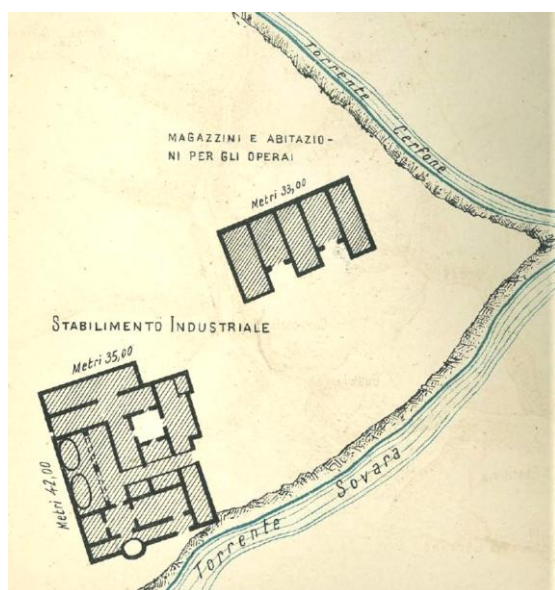 Torrente Cerfone
MAGAZZINI E ABITAZIO-
NI PER GLI OPERAI
Metri 33,00
STABILIMENTO INDUSTRIALE
Metri 35,00
Metri 42,00
Torrente Sovara